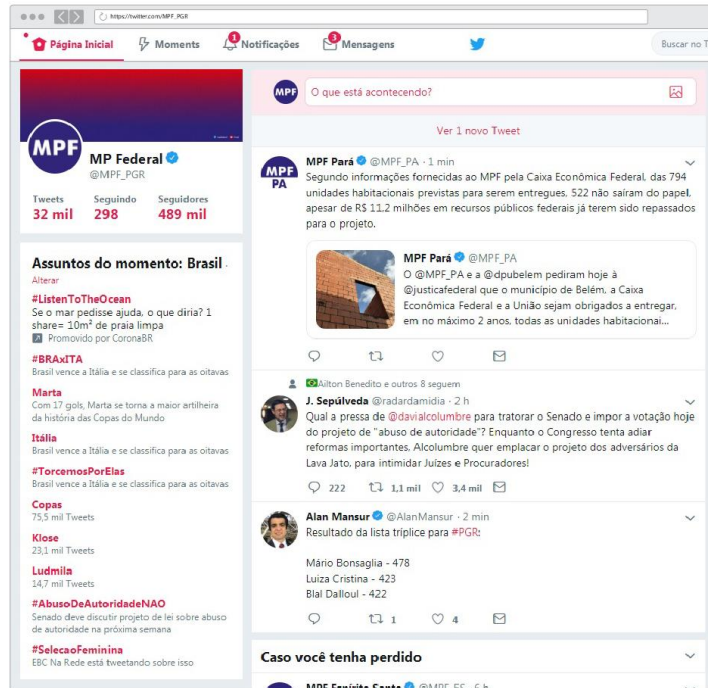 https://twitter.com/MPF_PGR
Página Inicial
Moments
1
Notificações
3
Mensagens
Buscar no T
MPF
MP Federal
@MPF_PGR
Tweets Seguindo Seguidores
32 mil 298 489 mil
Assuntos do momento: Brasil ·
Alterar
#ListenToTheOcean
Se o mar pedisse ajuda, o que diria? 1
share= 10m² de praia limpa
Promovido por CoronaBR
#BRAxITA
Brasil vence a Itália e se classifica para as oitavas
Marta
Com 17 gols, Marta se torna a maior artilheira
da história das Copas do Mundo
Itália
Brasil vence a Itália e se classifica para as oitavas
#TorcemosPorElas
Brasil vence a Itália e se classifica para as oitavas
Copas
75,5 mil Tweets
Klose
23,1 mil Tweets
Ludmila
14,7 mil Tweets
#AbusoDeAutoridadeNAO
Senado deve discutir projeto de lei sobre abuso
de autoridade na próxima semana
#SelecaoFeminina
EBC Na Rede está tweetando sobre isso
MPF
O que está acontecendo?
Ver 1 novo Tweet
MPF
PA
MPF Pará @MPF_PA · 1 min
Segundo informações fornecidas ao MPF pela Caixa Econômica Federal, das 794
unidades habitacionais previstas para serem entregues, 522 não saíram do papel,
apesar de R$ 11,2 milhões em recursos públicos federais já terem sido repassados
para o projeto.
MPF Pará @MPF_PA
O @MPF_PA e a @dpubelem pediram hoje à
@justicafederal que o município de Belém, a Caixa
Econômica Federal e a União sejam obrigados a entregar,
em no máximo 2 anos, todas as unidades habitacionai...
Ailton Benedito e outros 8 seguem
J. Sepúlveda @radardamidia · 2 h
Qual a pressa de @davialcolumbre para tratorar o Senado e impor a votação hoje
do projeto de "abuso de autoridade"? Enquanto o Congresso tenta adiar
reformas importantes, Alcolumbre quer emplacar o projeto dos adversários da
Lava Jato, para intimidar Juízes e Procuradores!
222 1,1 mil 3,4 mil
Alan Mansur @AlanMansur · 2 min
Resultado da lista tríplice para #PGR:
Mário Bonsaglia - 478
Luiza Cristina - 423
Blal Dalloul - 422
1 4
Caso você tenha perdido
MPF Espírito Santo @MPF_ES · 6 h